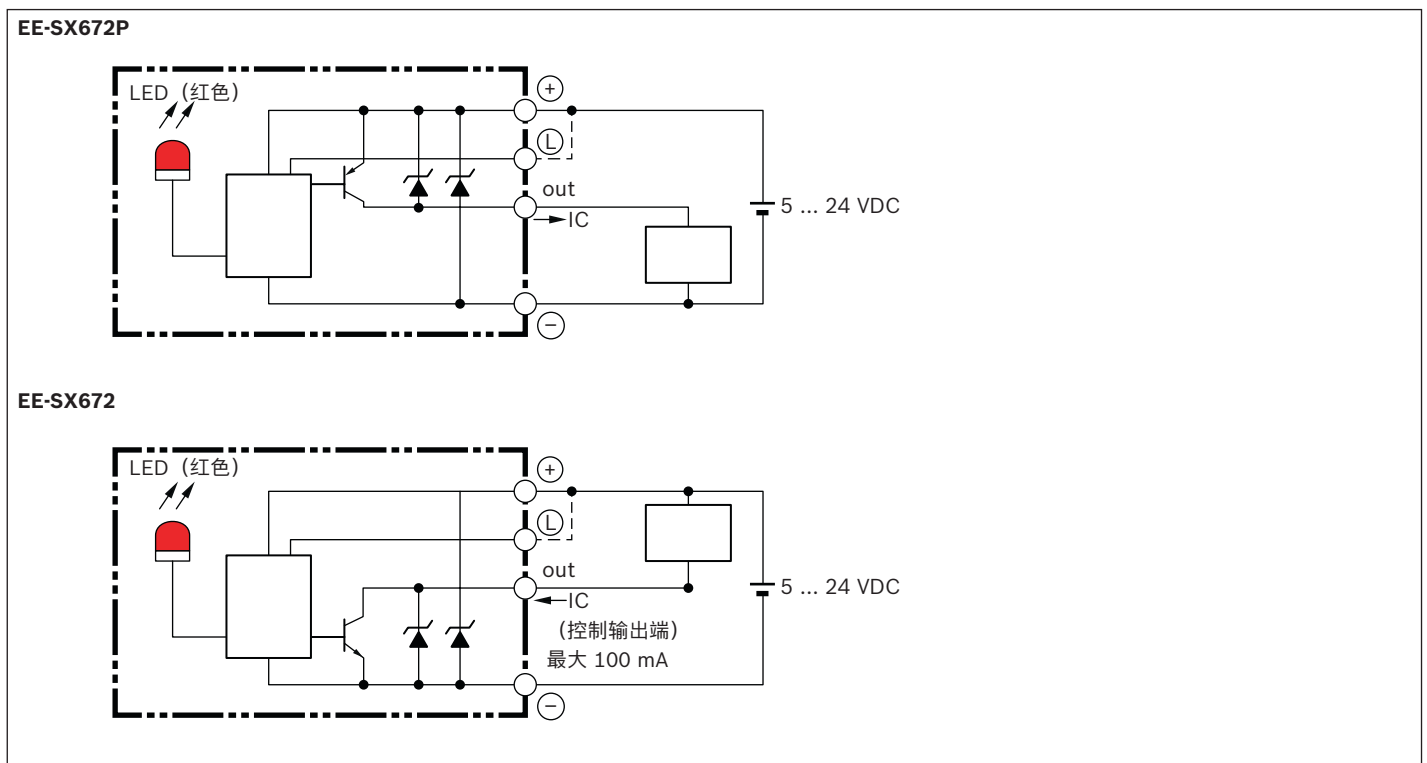 EE-SX672P
LED (红色)
+
L
out
IC
5 ... 24 VDC
−
EE-SX672
LED (红色)
+
L
out
IC
5 ... 24 VDC
(控制输出端)
最大 100 mA
−